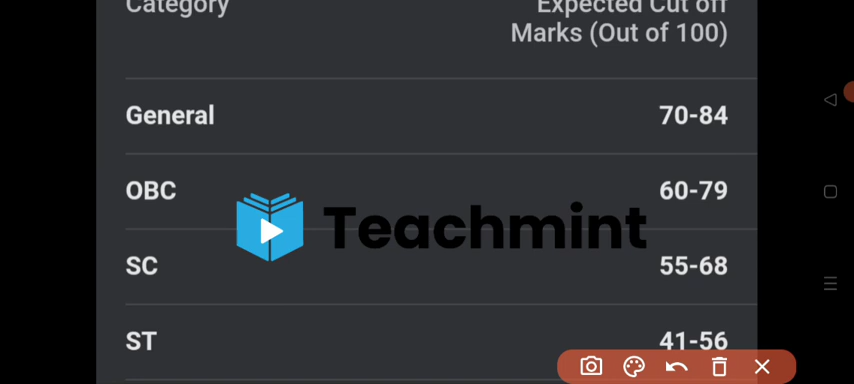 Category
Expected Cut off
Marks (Out of 100)
General 70-84
OBC 60-79
Teachmint
SC 55-68
ST 41-56